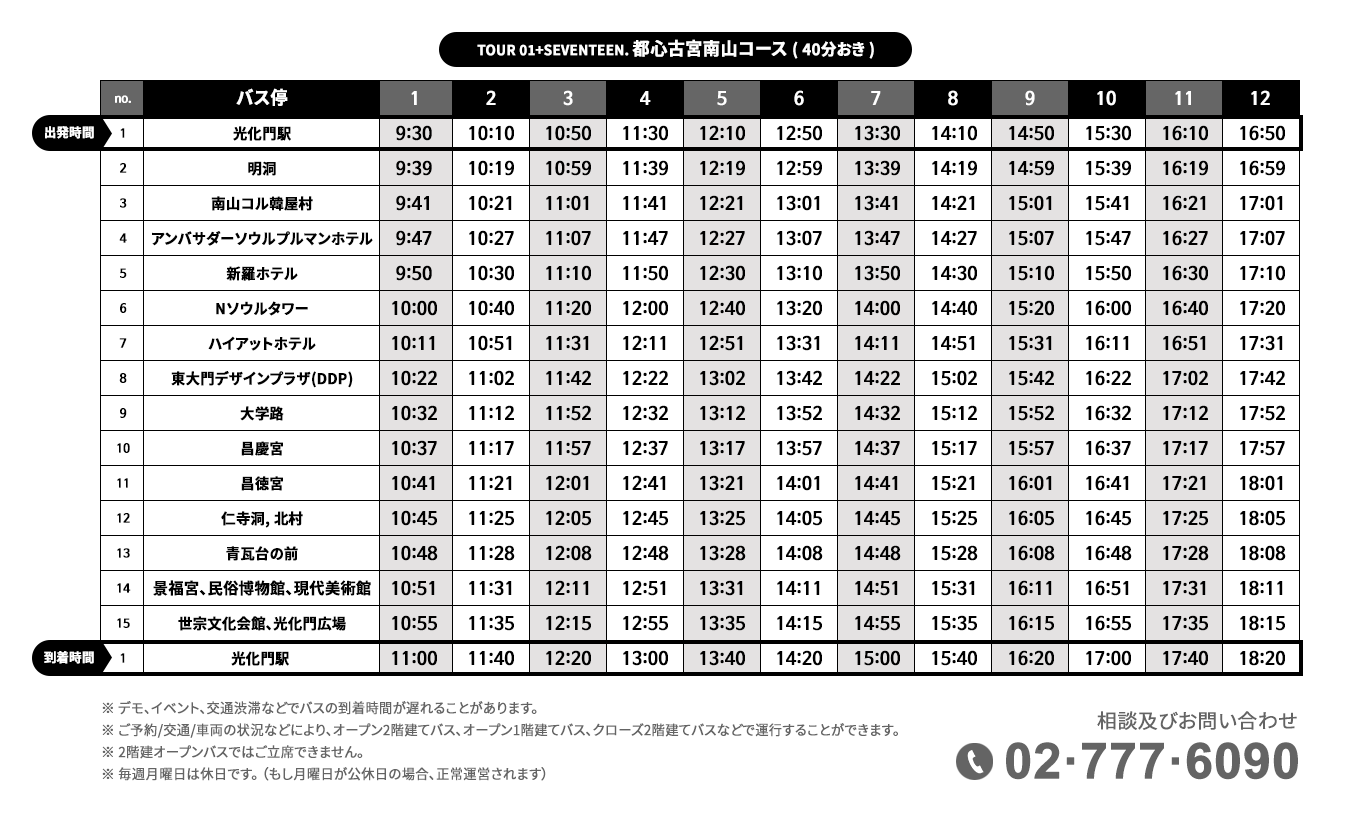 TOUR 01+SEVENTEEN. 都心古宮南山コース ( 40分おき )
no. バス停 1 2 3 4 5 6 7 8 9 10 11 12
出発時間 1 光化門駅 9:30 10:10 10:50 11:30 12:10 12:50 13:30 14:10 14:50 15:30 16:10 16:50
2 明洞 9:39 10:19 10:59 11:39 12:19 12:59 13:39 14:19 14:59 15:39 16:19 16:59
3 南山コル韓屋村 9:41 10:21 11:01 11:41 12:21 13:01 13:41 14:21 15:01 15:41 16:21 17:01
4 アンバサダーソウルプルマンホテル 9:47 10:27 11:07 11:47 12:27 13:07 13:47 14:27 15:07 15:47 16:27 17:07
5 新羅ホテル 9:50 10:30 11:10 11:50 12:30 13:10 13:50 14:30 15:10 15:50 16:30 17:10
6 Nソウルタワー 10:00 10:40 11:20 12:00 12:40 13:20 14:00 14:40 15:20 16:00 16:40 17:20
7 ハイアットホテル 10:11 10:51 11:31 12:11 12:51 13:31 14:11 14:51 15:31 16:11 16:51 17:31
8 東大門デザインプラザ(DDP) 10:22 11:02 11:42 12:22 13:02 13:42 14:22 15:02 15:42 16:22 17:02 17:42
9 大学路 10:32 11:12 11:52 12:32 13:12 13:52 14:32 15:12 15:52 16:32 17:12 17:52
10 昌慶宮 10:37 11:17 11:57 12:37 13:17 13:57 14:37 15:17 15:57 16:37 17:17 17:57
11 昌徳宮 10:41 11:21 12:01 12:41 13:21 14:01 14:41 15:21 16:01 16:41 17:21 18:01
12 仁寺洞, 北村 10:45 11:25 12:05 12:45 13:25 14:05 14:45 15:25 16:05 16:45 17:25 18:05
13 青瓦台の前 10:48 11:28 12:08 12:48 13:28 14:08 14:48 15:28 16:08 16:48 17:28 18:08
14 景福宮、民俗博物館、現代美術館 10:51 11:31 12:11 12:51 13:31 14:11 14:51 15:31 16:11 16:51 17:31 18:11
15 世宗文化会館、光化門広場 10:55 11:35 12:15 12:55 13:35 14:15 14:55 15:35 16:15 16:55 17:35 18:15
到着時間 1 光化門駅 11:00 11:40 12:20 13:00 13:40 14:20 15:00 15:40 16:20 17:00 17:40 18:20
※ デモ、イベント、交通渋滞などでバスの到着時間が遅れることがあります。
※ ご予約/交通/車両の状況などにより、オープン2階建てバス、オープン1階建てバス、クローズ2階建てバスなどで運行することができます。
※ 2階建オープンバスではご立席できません。
※ 毎週月曜日は休日です。（もし月曜日が公休日の場合、正常運営されます）
相談及びお問い合わせ
02·777·6090